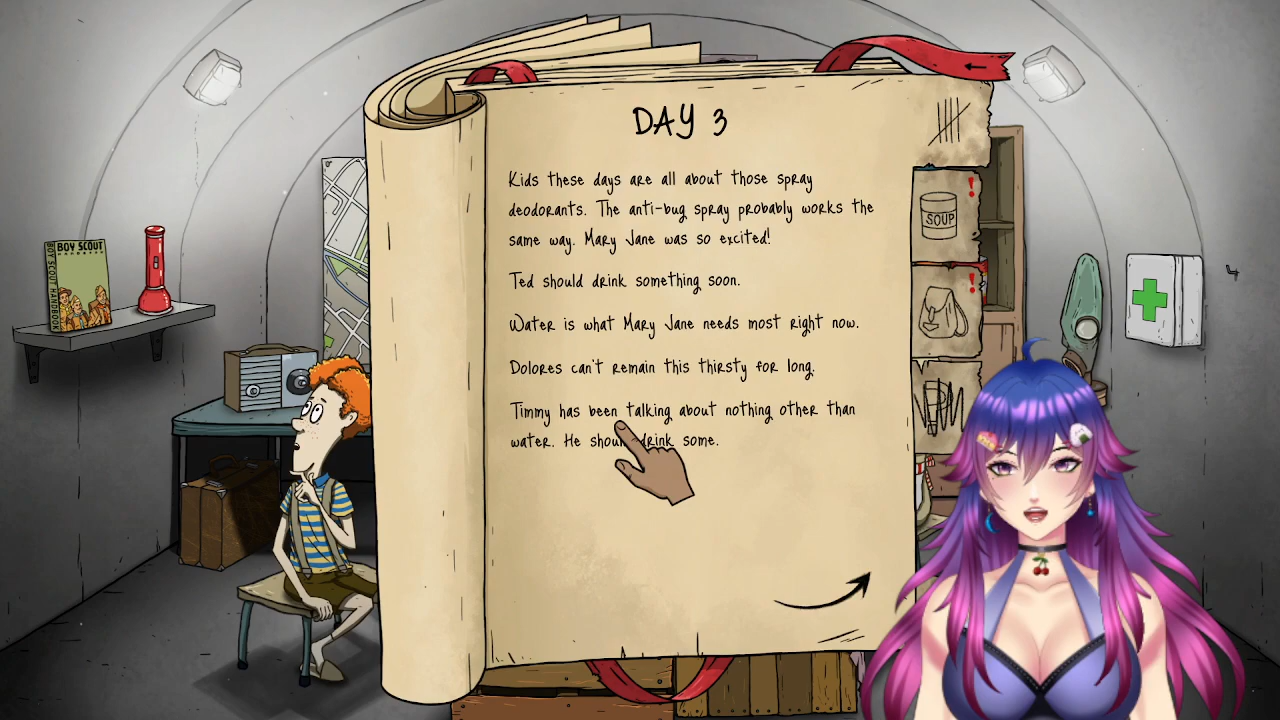 DAY 3
Kids these days are all about those spray
deodorants. The anti-bug spray probably works the
same way. Mary Jane was so excited!
Ted should drink something soon.
Water is what Mary Jane needs most right now.
Dolores can't remain this thirsty for long.
Timmy has been talking about nothing other than
water. He should drink some.
BOY SCOUT
BOY SCOUT HANDBOOK
SOUP
!
!
4